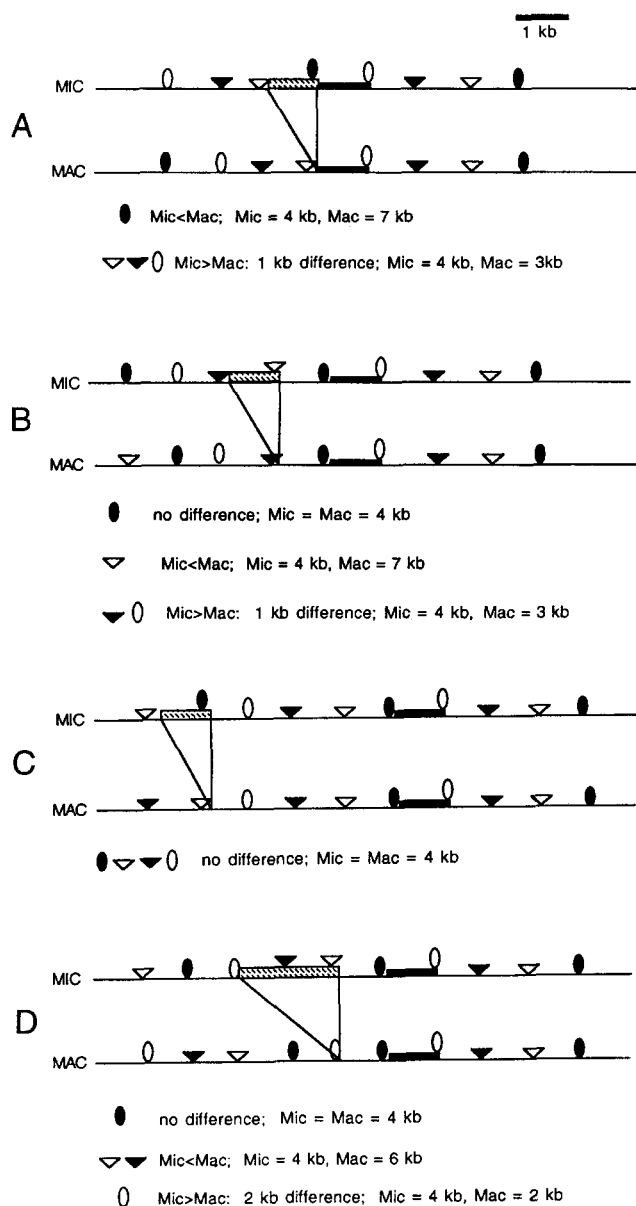 1 kb
MIC
A
MAC
Mic<Mac; Mic = 4 kb, Mac = 7 kb
Mic>Mac: 1 kb difference; Mic = 4 kb, Mac = 3kb
MIC
B
MAC
no difference; Mic = Mac = 4 kb
Mic<Mac; Mic = 4 kb, Mac = 7 kb
Mic>Mac: 1 kb difference; Mic = 4 kb, Mac = 3 kb
MIC
C
MAC
no difference; Mic = Mac = 4 kb
MIC
D
MAC
no difference; Mic = Mac = 4 kb
Mic<Mac; Mic = 4 kb, Mac = 6 kb
Mic>Mac: 2 kb difference; Mic = 4 kb, Mac = 2 kb